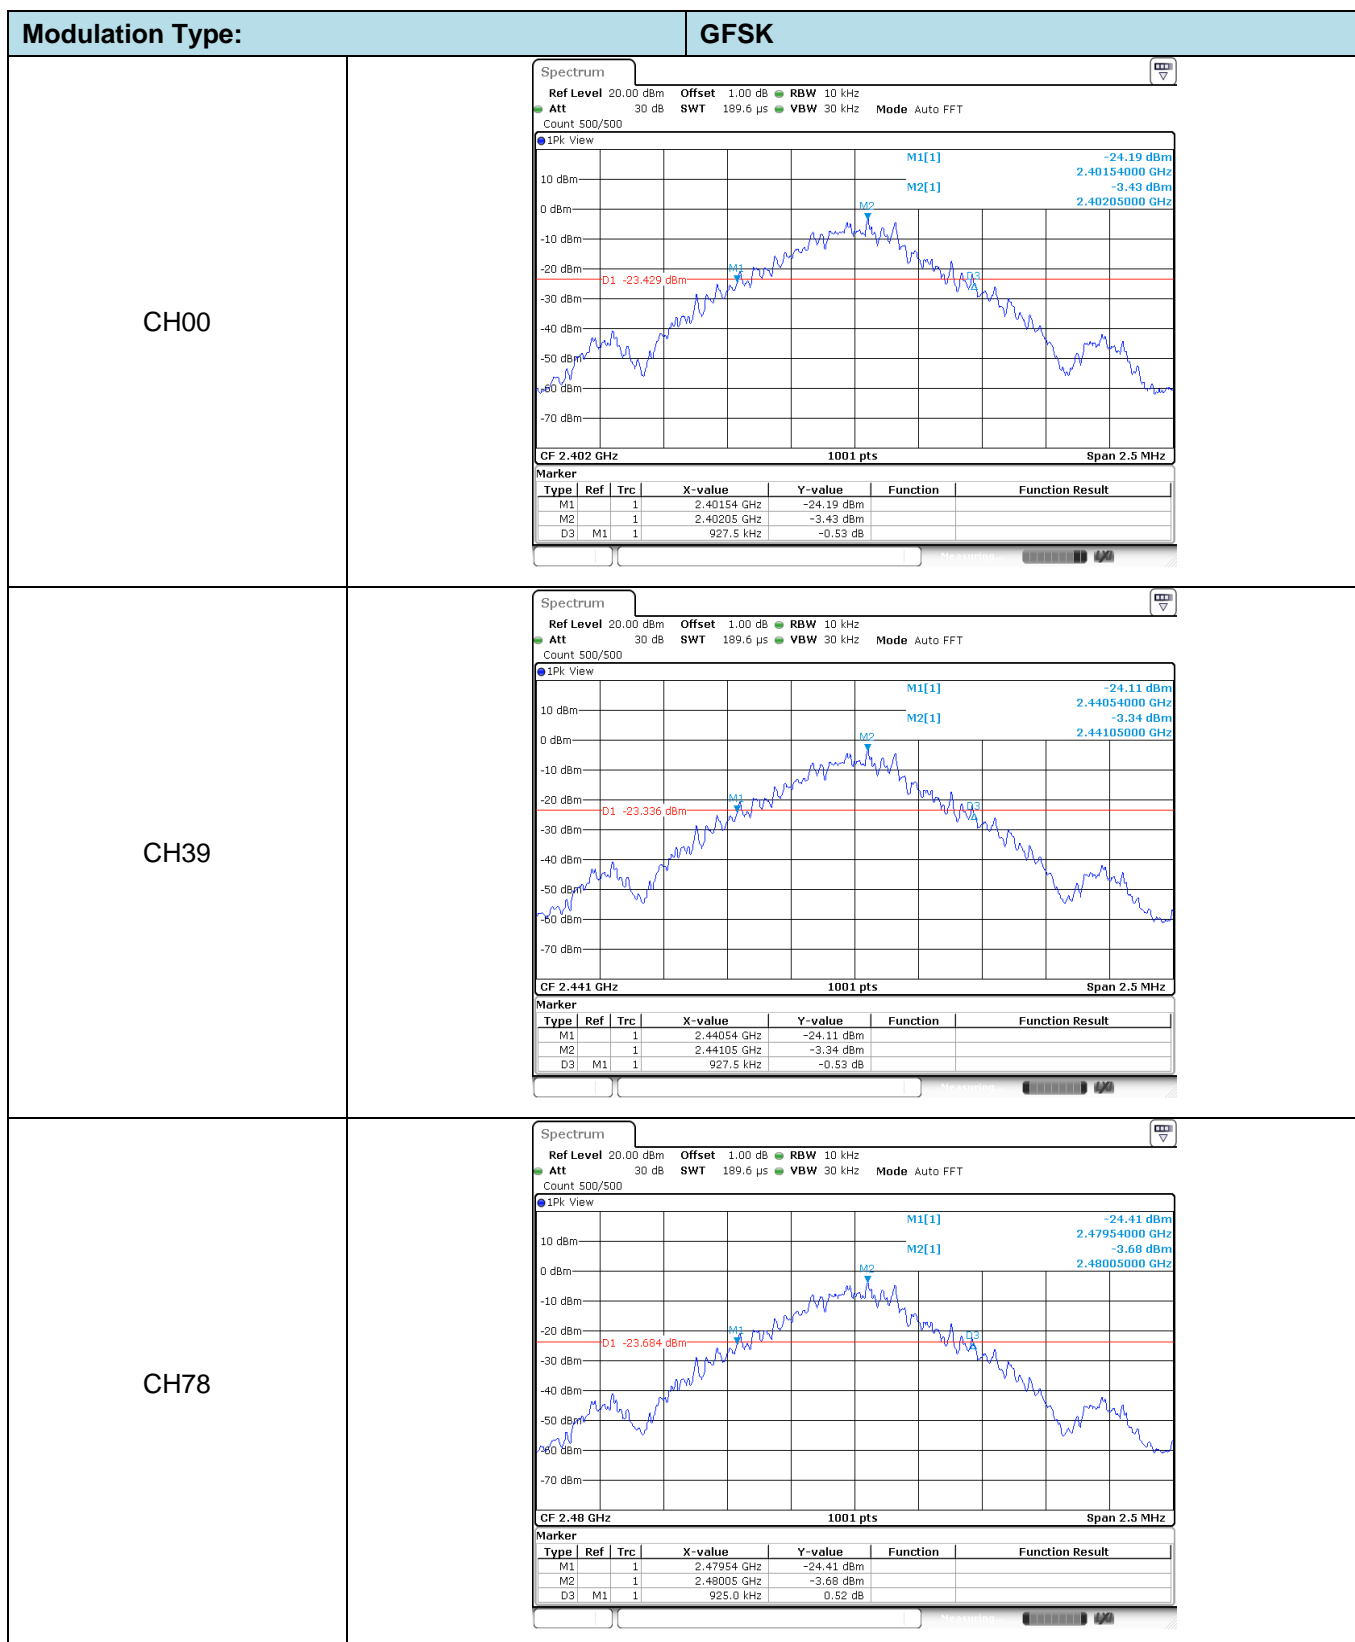 Modulation Type: GFSK
CH00
Spectrum
Ref Level 20.00 dBm Offset 1.00 dB RBW 10 kHz
Att 30 dB SWT 189.6 µs VBW 30 kHz Mode Auto FFT
Count 500/500
1Pk View
M1[1] -24.19 dBm
2.40154000 GHz
10 dBm
M2[1] -3.43 dBm
2.40205000 GHz
0 dBm
M2
-10 dBm
-20 dBm
M1
D3
D1 -23.429 dBm
-30 dBm
-40 dBm
-50 dBm
-60 dBm
-70 dBm
CF 2.402 GHz 1001 pts Span 2.5 MHz
Marker
Type Ref Trc X-value Y-value Function Function Result
M1 1 2.40154 GHz -24.19 dBm
M2 1 2.40205 GHz -3.43 dBm
D3 M1 1 927.5 kHz -0.53 dB
Measuring...
CH39
Spectrum
Ref Level 20.00 dBm Offset 1.00 dB RBW 10 kHz
Att 30 dB SWT 189.6 µs VBW 30 kHz Mode Auto FFT
Count 500/500
1Pk View
M1[1] -24.11 dBm
2.44054000 GHz
10 dBm
M2[1] -3.34 dBm
2.44105000 GHz
0 dBm
M2
-10 dBm
-20 dBm
M1
D3
D1 -23.336 dBm
-30 dBm
-40 dBm
-50 dBm
-60 dBm
-70 dBm
CF 2.441 GHz 1001 pts Span 2.5 MHz
Marker
Type Ref Trc X-value Y-value Function Function Result
M1 1 2.44054 GHz -24.11 dBm
M2 1 2.44105 GHz -3.34 dBm
D3 M1 1 927.5 kHz -0.53 dB
Measuring...
CH78
Spectrum
Ref Level 20.00 dBm Offset 1.00 dB RBW 10 kHz
Att 30 dB SWT 189.6 µs VBW 30 kHz Mode Auto FFT
Count 500/500
1Pk View
M1[1] -24.41 dBm
2.47954000 GHz
10 dBm
M2[1] -3.68 dBm
2.48005000 GHz
0 dBm
M2
-10 dBm
-20 dBm
M1
D3
D1 -23.684 dBm
-30 dBm
-40 dBm
-50 dBm
-60 dBm
-70 dBm
CF 2.48 GHz 1001 pts Span 2.5 MHz
Marker
Type Ref Trc X-value Y-value Function Function Result
M1 1 2.47954 GHz -24.41 dBm
M2 1 2.48005 GHz -3.68 dBm
D3 M1 1 925.0 kHz 0.52 dB
Measuring...